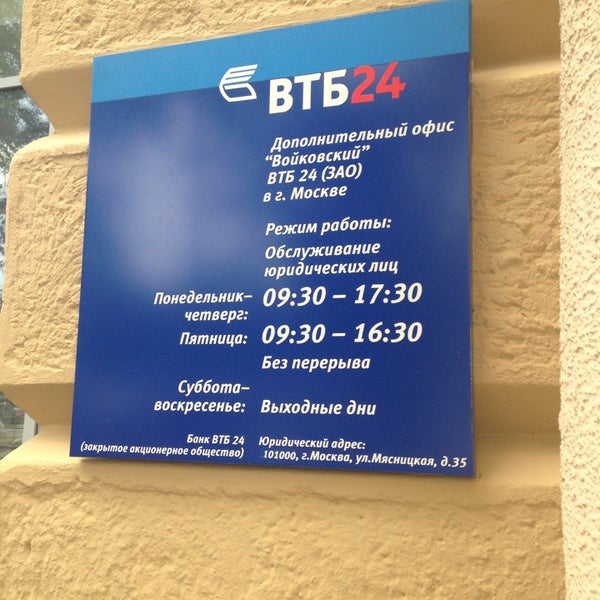 ВТБ24
Дополнительный офис
"Войковский"
ВТБ 24 (ЗАО)
в г. Москве
Режим работы:
Обслуживание
юридических лиц
Понедельник–
четверг: 09:30 – 17:30
Пятница: 09:30 – 16:30
Без перерыва
Суббота–
воскресенье: Выходные дни
Банк ВТБ 24
(закрытое акционерное общество)
Юридический адрес:
101000, г.Москва, ул.Мясницкая, д.35